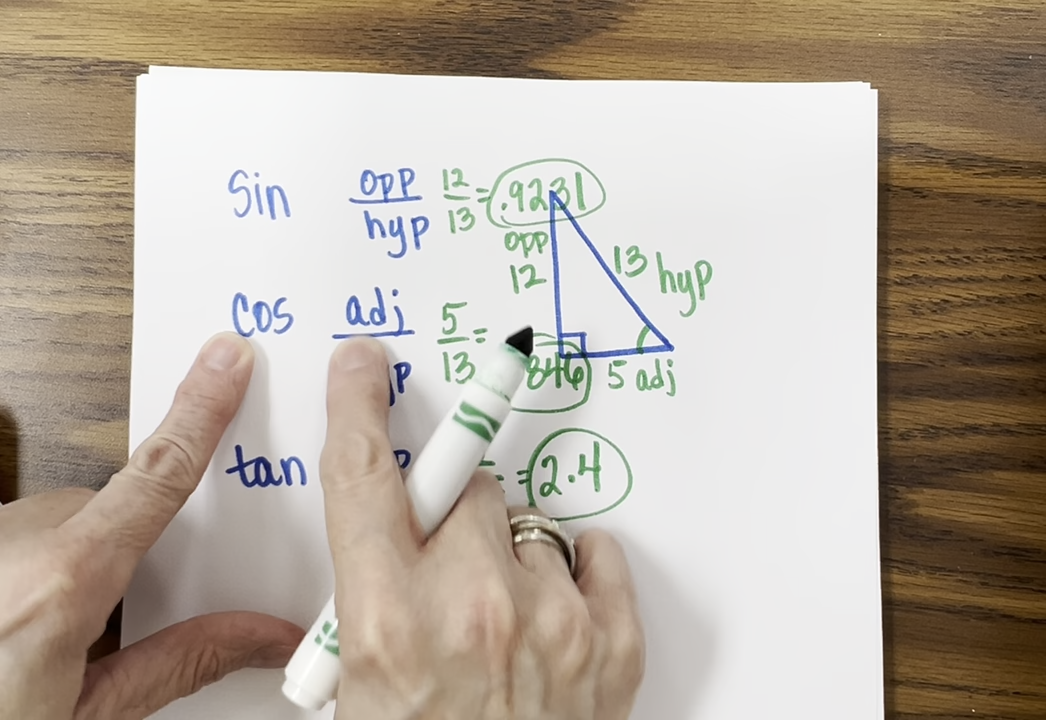 Sin opp/hyp 12/13 = .9231
opp
12
13 hyp
cos adj/ 5/13 = 846
5 adj
tan = 2.4